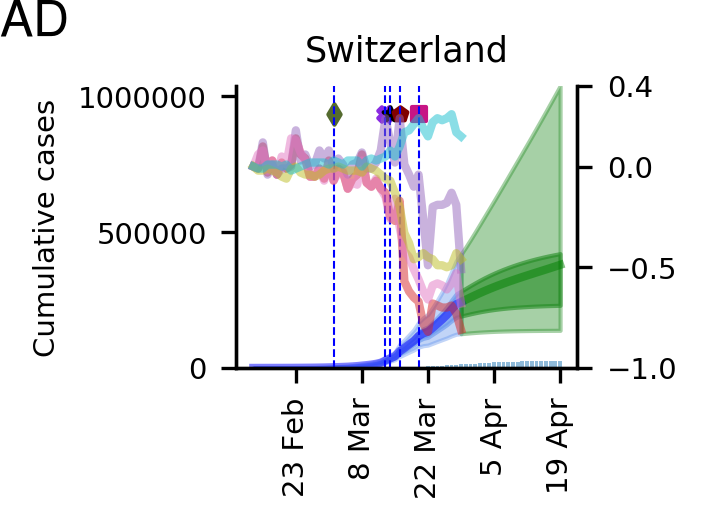 AD
Switzerland
Cumulative cases
1000000
500000
0
0.4
0.0
−0.5
−1.0
23 Feb
8 Mar
22 Mar
5 Apr
19 Apr